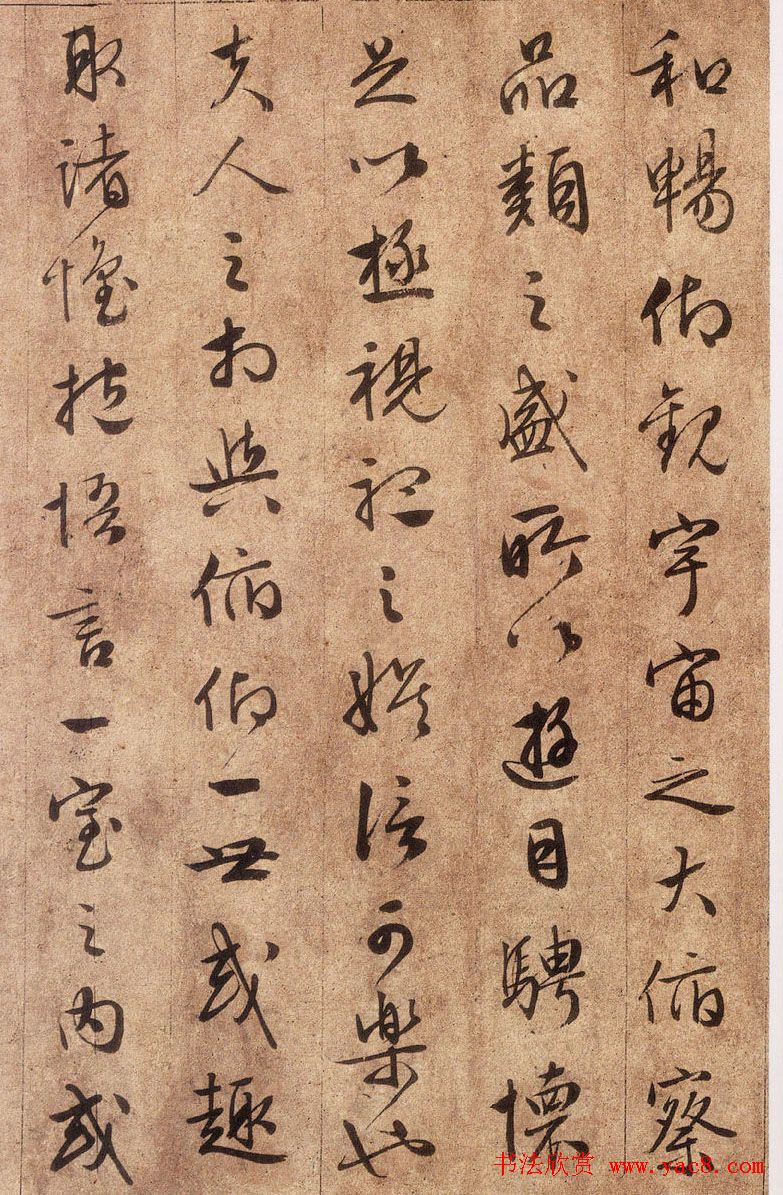 和暢仰觀宇宙之大俯察
品類之盛所以遊目騁懷
足以極視聽之娛信可樂也
夫人之相與俯仰一世或趣
取諸懷抱悟言一室之內或
书法欣赏 www.yac8.com